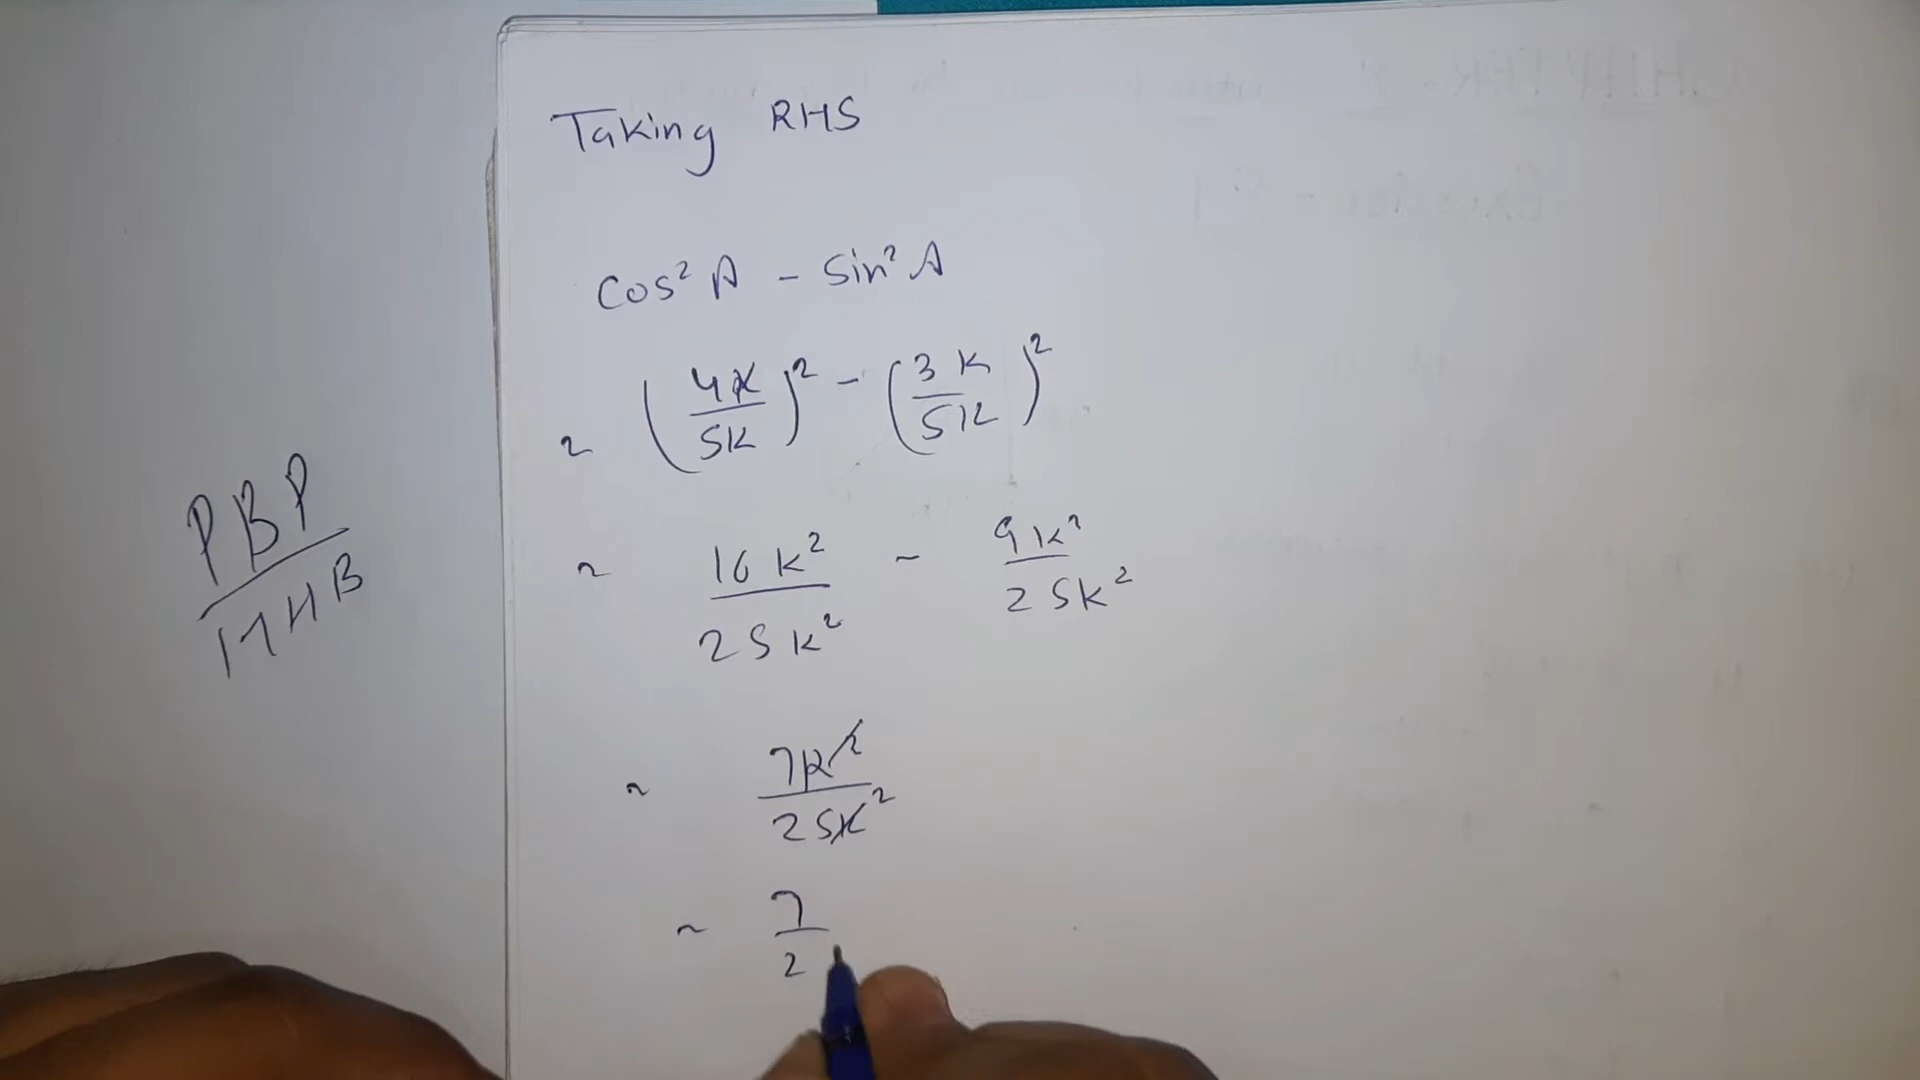 Taking RHS
Cos² A - Sin² A
= (4k/5k)² - (3k/5k)²
= 16k²/25k² - 9k²/25k²
= 7k²/25k²
= 7/2
PBP
HHB